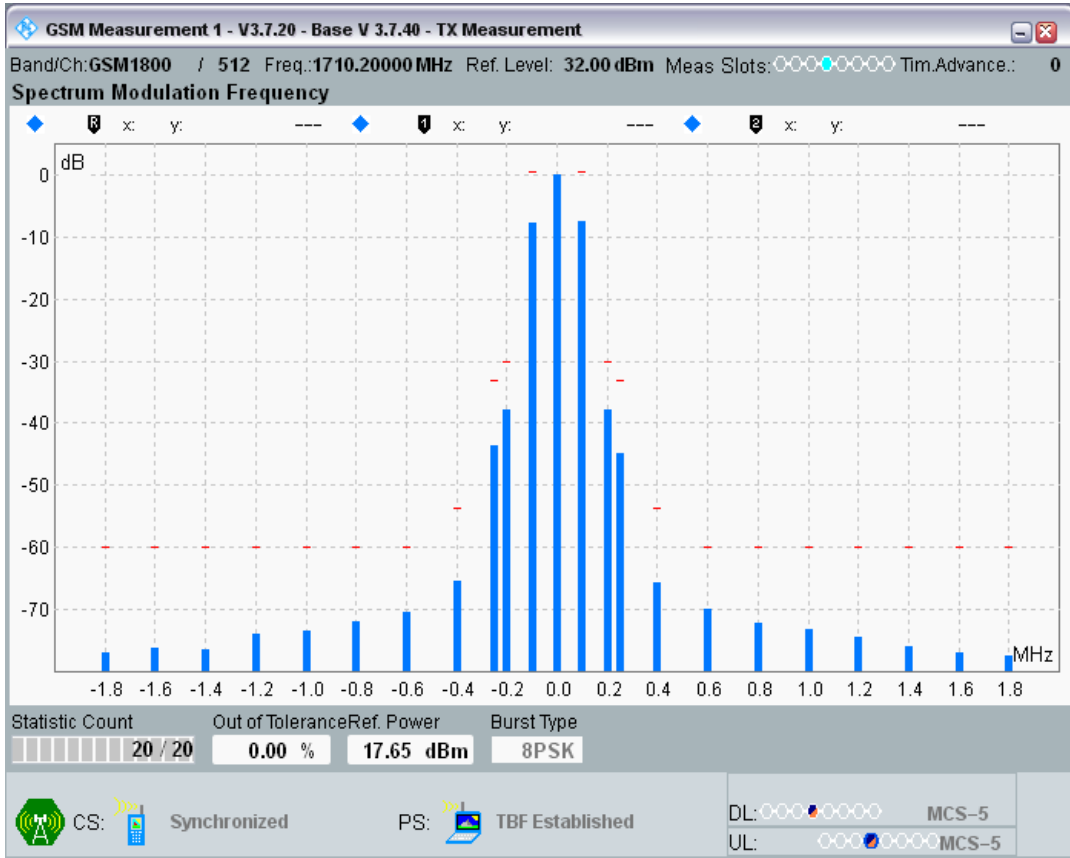 GSM Measurement 1 - V3.7.20 - Base V 3.7.40 - TX Measurement
Band/Ch:GSM1800 / 512 Freq.:1710.20000 MHz Ref. Level: 32.00 dBm Meas Slots: Tim.Advance.: 0
Spectrum Modulation Frequency
R x: y: --- 1 x: y: --- 2 x: y: ---
dB
0
-10
-20
-30
-40
-50
-60
-70
MHz
-1.8 -1.6 -1.4 -1.2 -1.0 -0.8 -0.6 -0.4 -0.2 0.0 0.2 0.4 0.6 0.8 1.0 1.2 1.4 1.6 1.8
Statistic Count Out of Tolerance Ref. Power Burst Type
20 / 20 0.00 % 17.65 dBm 8PSK
CS: Synchronized PS: TBF Established
DL: MCS-5
UL: MCS-5